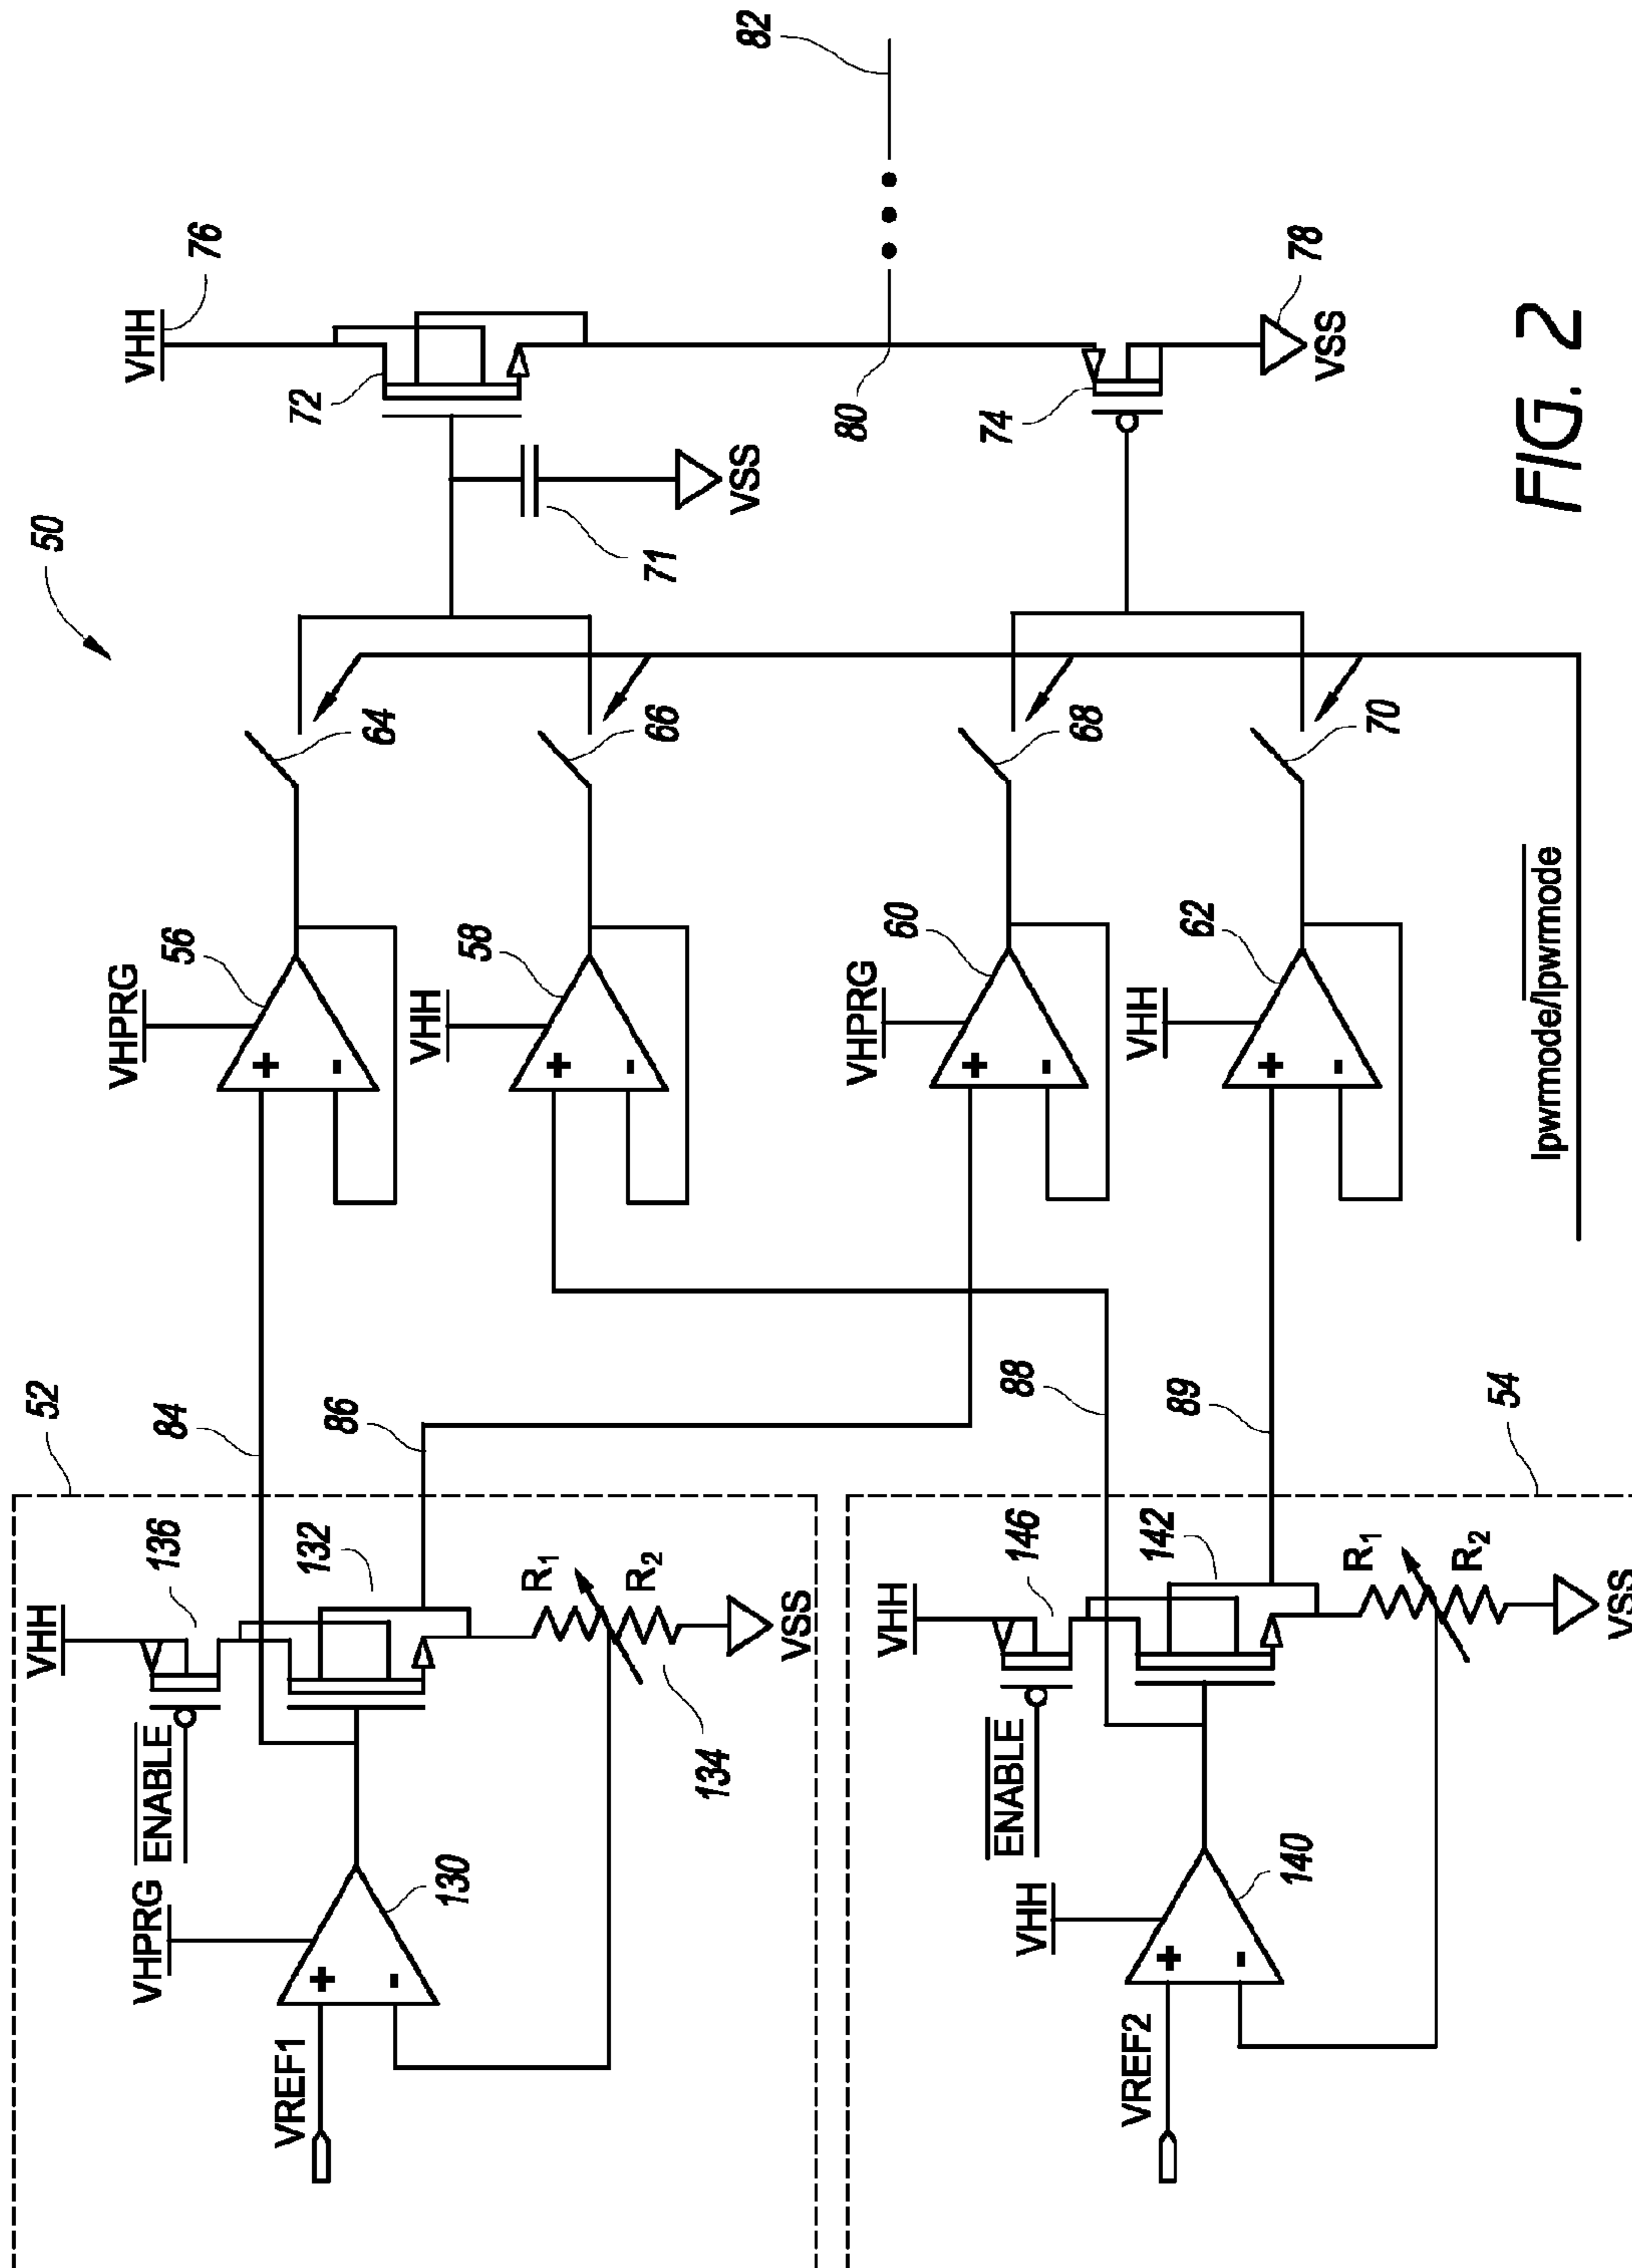 50
52
VHH
136
ENABLE
VHPRG
84
132
86
VREF1
130
R1
R2
134
VSS
VHPRG
56
64
VHH
58
66
VHPRG
60
68
VHH
62
70
VHH
76
72
71
VSS
80
82
74
78
VSS
88
89
54
VHH
146
ENABLE
VHH
142
VREF2
140
R1
R2
VSS
lpwrmode/lpwrmode
FIG. 2